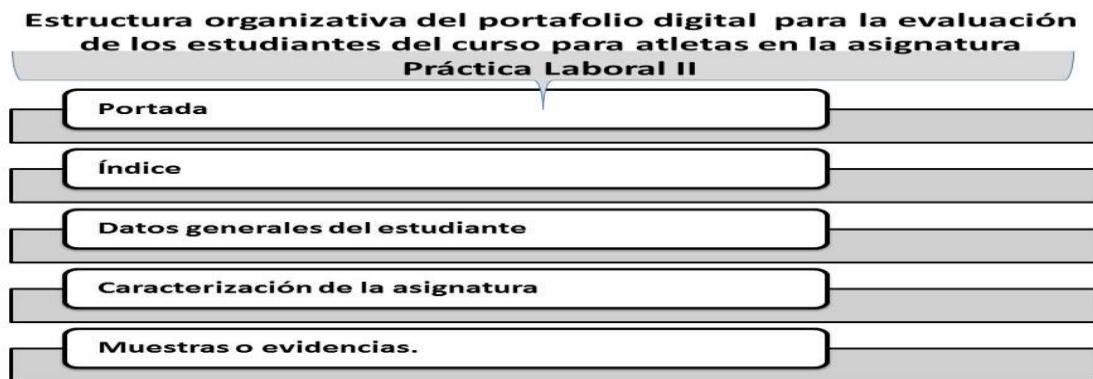 Estructura organizativa del portafolio digital para la evaluación
de los estudiantes del curso para atletas en la asignatura
Práctica Laboral II
Portada
Índice
Datos generales del estudiante
Caracterización de la asignatura
Muestras o evidencias.